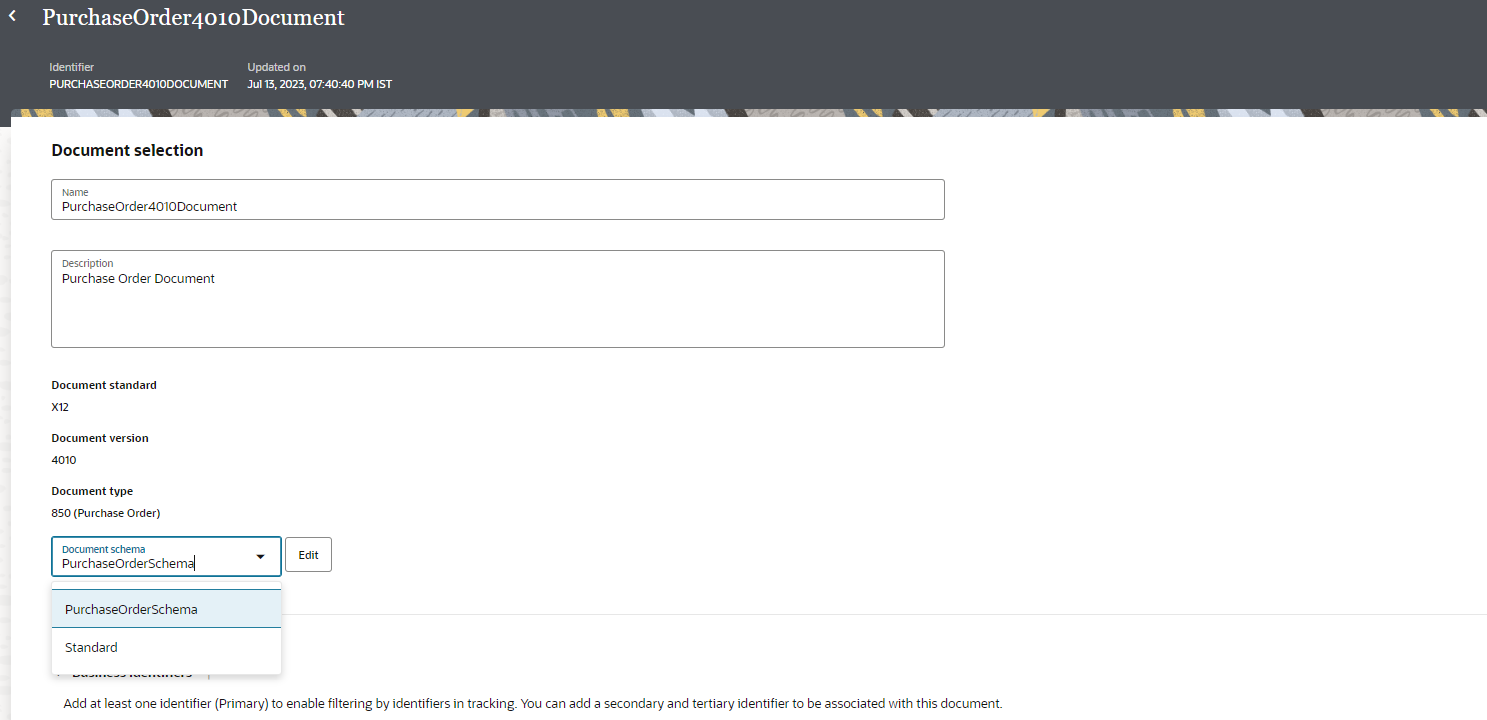 PurchaseOrder4010Document
Identifier Updated on
PURCHASEORDER4010DOCUMENT Jul 13, 2023, 07:40:40 PM IST
Document selection
Name
PurchaseOrder4010Document
Description
Purchase Order Document
Document standard
X12
Document version
4010
Document type
850 (Purchase Order)
Document schema
PurchaseOrderSchema
Edit
PurchaseOrderSchema
Standard
Business identifiers
Add at least one identifier (Primary) to enable filtering by identifiers in tracking. You can add a secondary and tertiary identifier to be associated with this document.